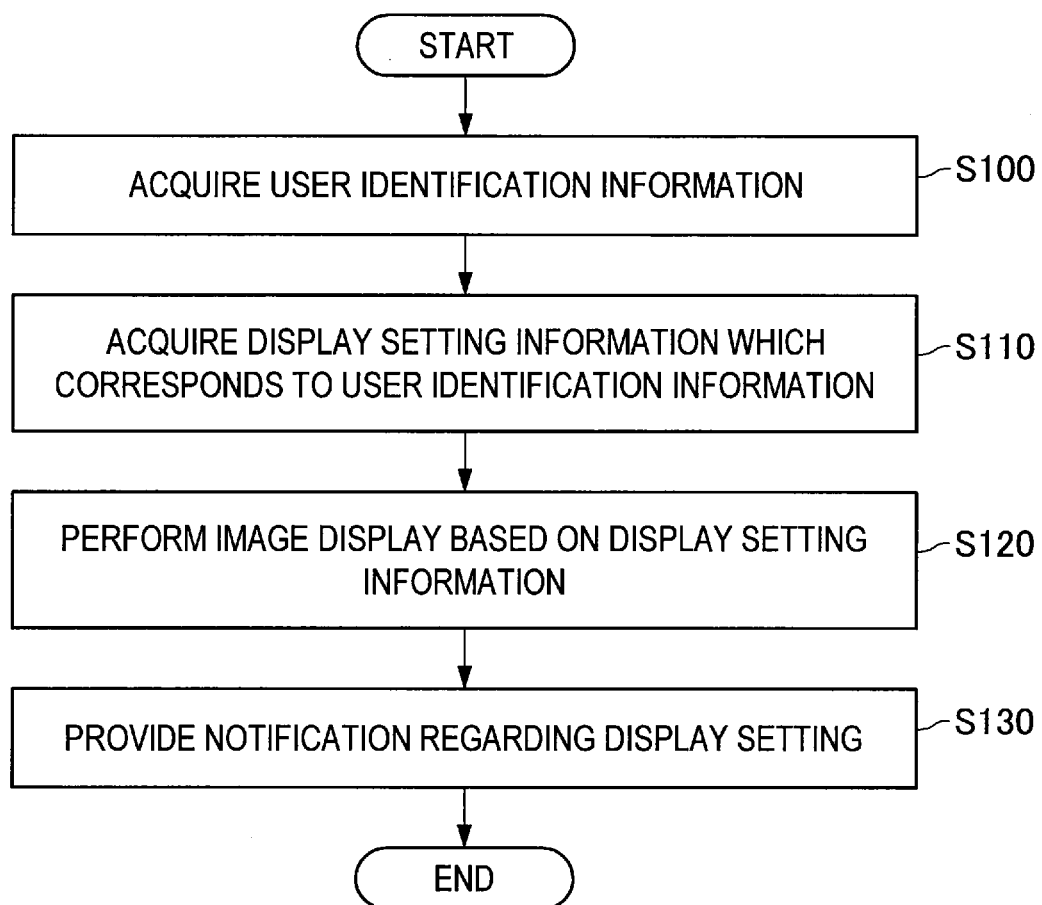 START
ACQUIRE USER IDENTIFICATION INFORMATION
S100
ACQUIRE DISPLAY SETTING INFORMATION WHICH
CORRESPONDS TO USER IDENTIFICATION INFORMATION
S110
PERFORM IMAGE DISPLAY BASED ON DISPLAY SETTING
INFORMATION
S120
PROVIDE NOTIFICATION REGARDING DISPLAY SETTING
S130
END